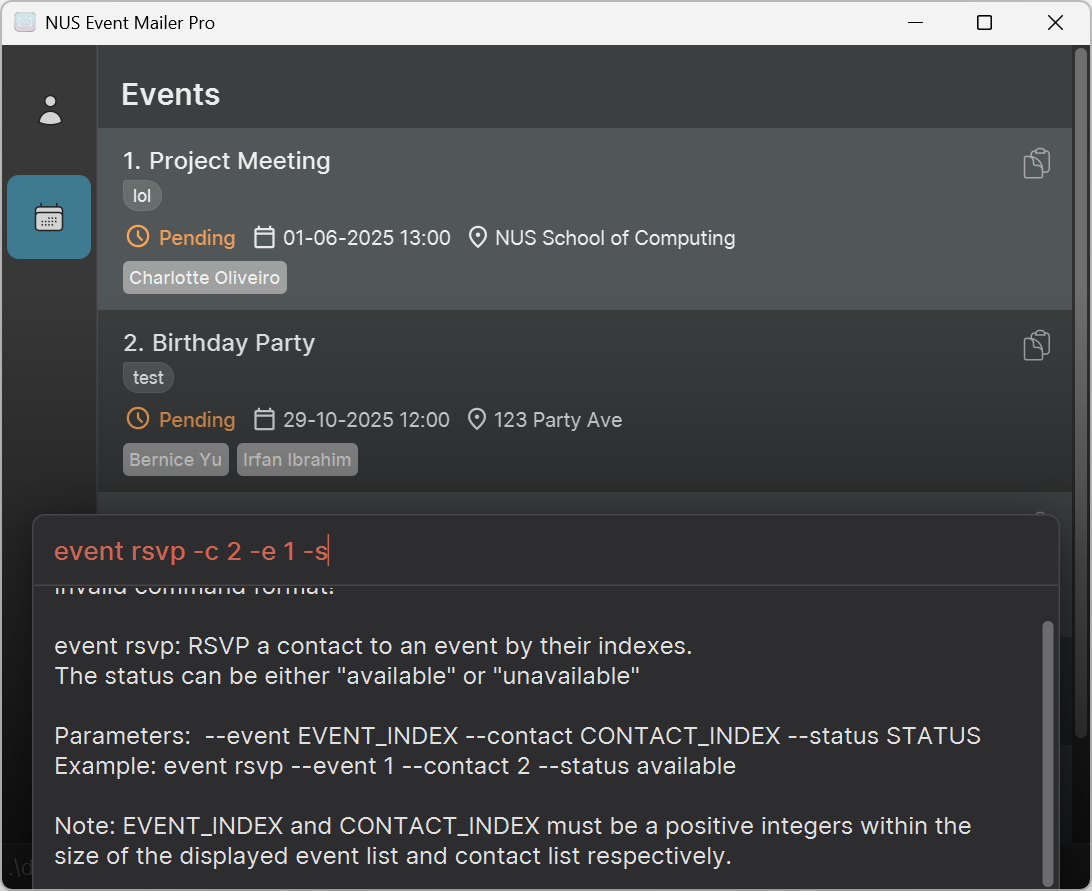 NUS Event Mailer Pro
Events
1. Project Meeting
lol
Pending 01-06-2025 13:00 NUS School of Computing
Charlotte Oliveiro
2. Birthday Party
test
Pending 29-10-2025 12:00 123 Party Ave
Bernice Yu Irfan Ibrahim
event rsvp -c 2 -e 1 -s
Invalid command format!
event rsvp: RSVP a contact to an event by their indexes.
The status can be either "available" or "unavailable"
Parameters:  --event EVENT_INDEX --contact CONTACT_INDEX --status STATUS
Example: event rsvp --event 1 --contact 2 --status available
Note: EVENT_INDEX and CONTACT_INDEX must be a positive integers within the
size of the displayed event list and contact list respectively.